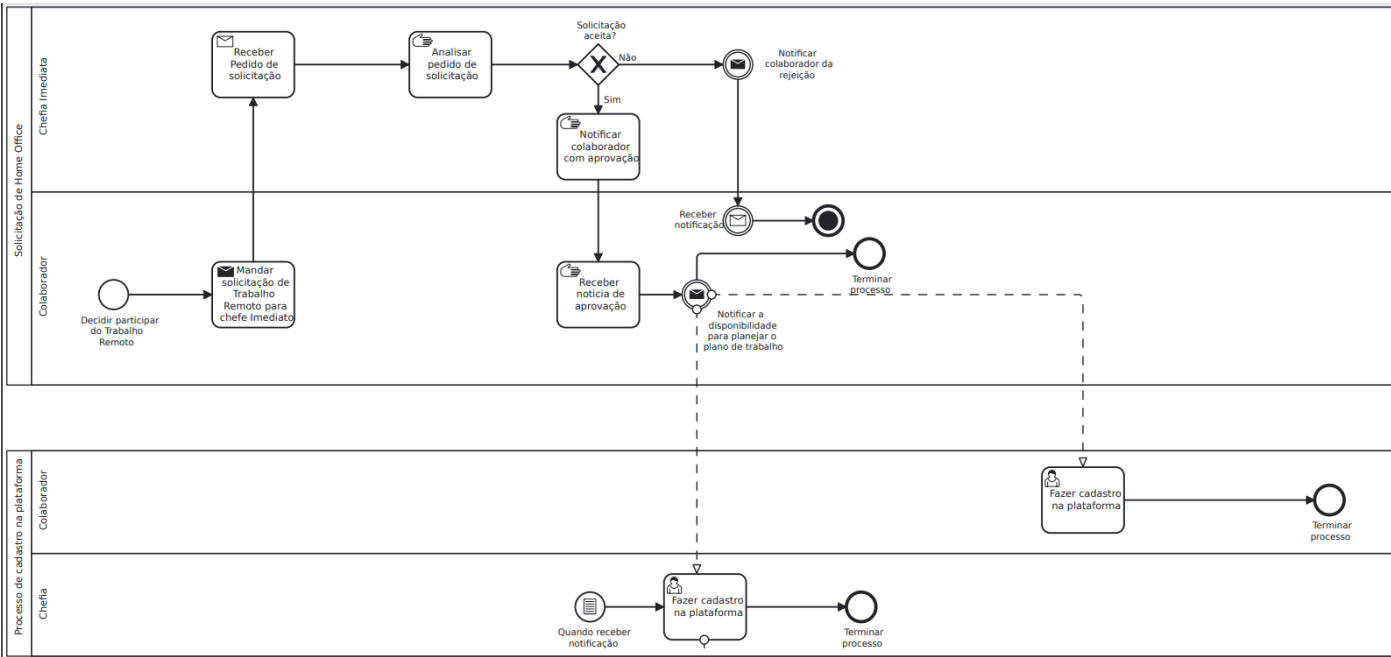 Solicitação de Home Office
Chefia Imediata
Receber
Pedido de
solicitação
Analisar
pedido de
solicitação
Solicitação
aceita?
Não
Sim
Notificar
colaborador da
rejeição
Notificar
colaborador
com aprovação
Colaborador
Decidir participar
do Trabalho
Remoto
Mandar
solicitação de
Trabalho
Remoto para
chefe Imediato
Receber
noticia de
aprovação
Receber
notificação
Notificar a
disponibilidade
para planejar o
plano de trabalho
Terminar
processo
Processo de cadastro na plataforma
Colaborador
Fazer cadastro
na plataforma
Terminar
processo
Chefia
Quando receber
notificação
Fazer cadastro
na plataforma
Terminar
processo